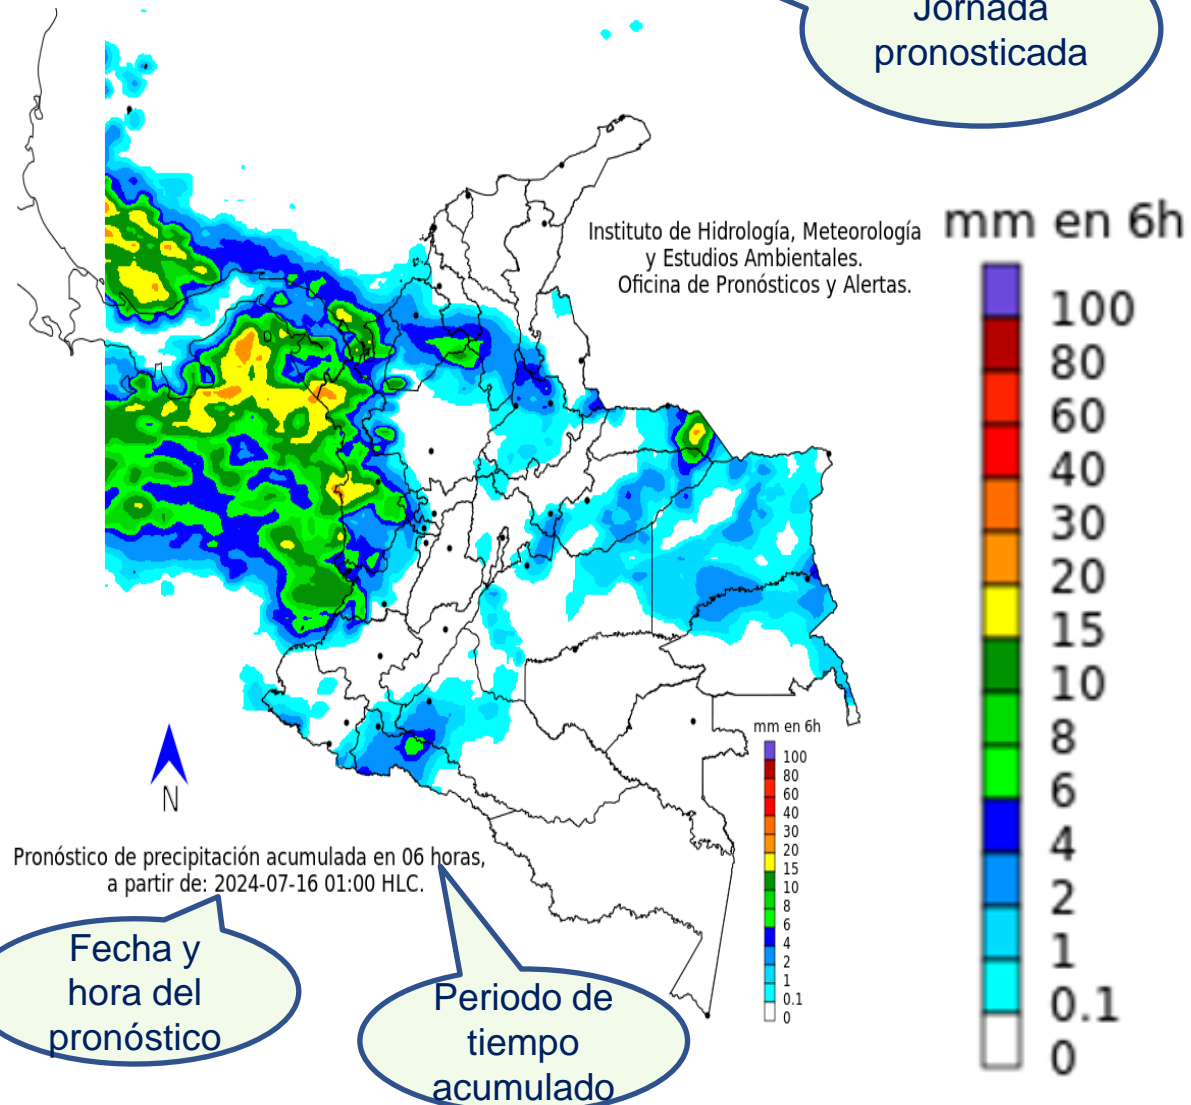 Jornada
pronosticada
Instituto de Hidrología, Meteorología
y Estudios Ambientales.
Oficina de Pronósticos y Alertas.
mm en 6h
100
80
60
40
30
20
15
10
8
6
4
2
1
0.1
0
mm en 6h
100
80
60
40
30
20
15
10
8
6
4
2
1
0.1
0
N
Pronóstico de precipitación acumulada en 06 horas,
a partir de: 2024-07-16 01:00 HLC.
Fecha y
hora del
pronóstico
Periodo de
tiempo
acumulado